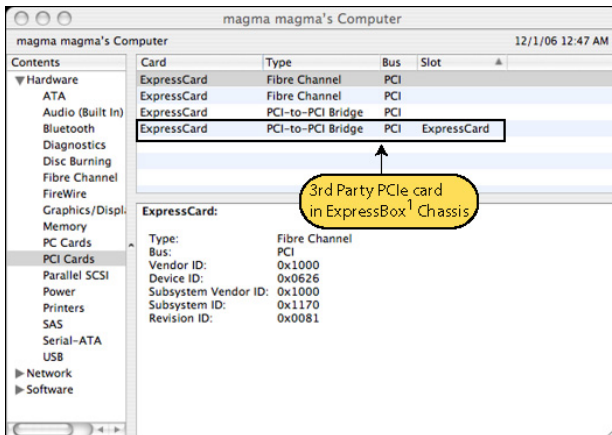 magma magma's Computer
magma magma's Computer 12/1/06 12:47 AM
Contents
Hardware
ATA
Audio (Built In)
Bluetooth
Diagnostics
Disc Burning
Fibre Channel
FireWire
Graphics/Displ
Memory
PC Cards
PCI Cards
Parallel SCSI
Power
Printers
SAS
Serial-ATA
USB
Network
Software
Card Type Bus Slot
ExpressCard Fibre Channel PCI
ExpressCard Fibre Channel PCI
ExpressCard PCI-to-PCI Bridge PCI
ExpressCard PCI-to-PCI Bridge PCI ExpressCard
3rd Party PCIe card
in ExpressBox1 Chassis
ExpressCard:
Type: Fibre Channel
Bus: PCI
Vendor ID: 0x1000
Device ID: 0x0626
Subsystem Vendor ID: 0x1000
Subsystem ID: 0x1170
Revision ID: 0x0081